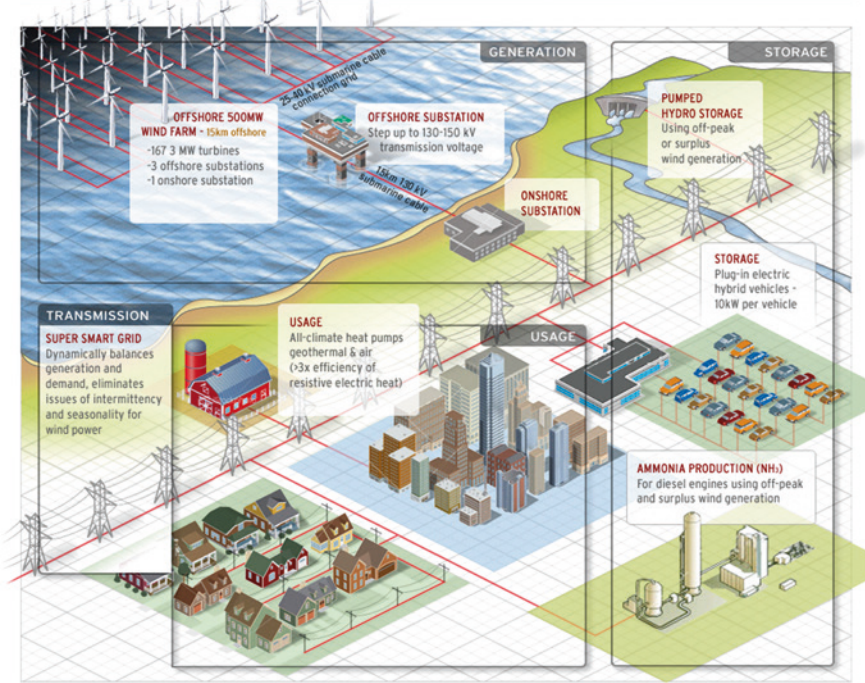 GENERATION
STORAGE
25-40 kV submarine cable
connection grid
OFFSHORE 500MW
WIND FARM - 15km offshore
-167 3 MW turbines
-3 offshore substations
-1 onshore substation
OFFSHORE SUBSTATION
Step up to 130-150 kV
transmission voltage
PUMPED
HYDRO STORAGE
Using off-peak
or surplus
wind generation
15km 130 kV
submarine cable
ONSHORE
SUBSTATION
STORAGE
Plug-in electric
hybrid vehicles -
10kW per vehicle
TRANSMISSION
SUPER SMART GRID
Dynamically balances
generation and
demand, eliminates
issues of intermittency
and seasonality for
wind power
USAGE
All-climate heat pumps
geothermal & air
(>3x efficiency of
resistive electric heat)
USAGE
AMMONIA PRODUCTION (NH₃)
For diesel engines using off-peak
and surplus wind generation